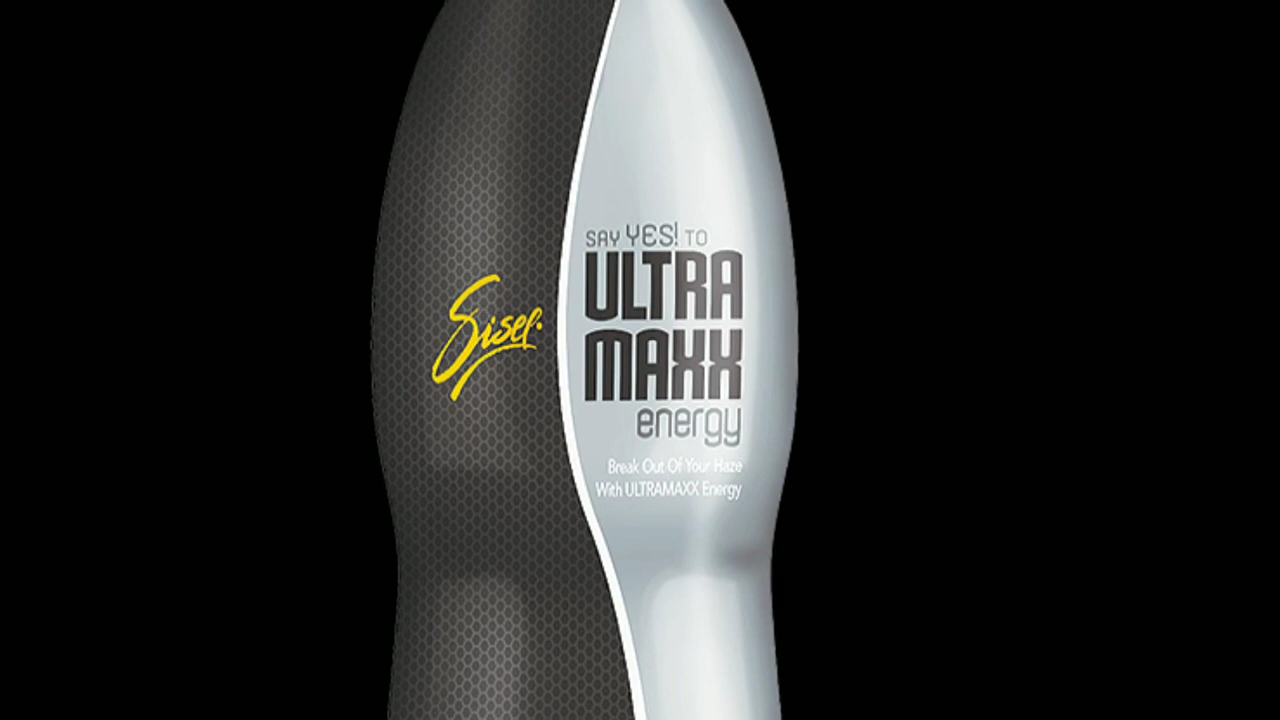 Sisel
SAY YES! TO
ULTRA
MAXX
energy
Break Out Of Your Haze
With ULTRAMAXX Energy